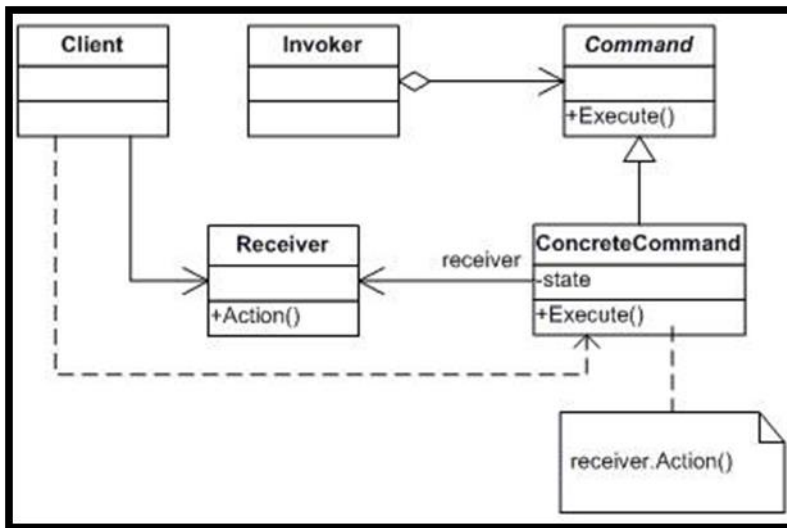 Client
Invoker
Command
+Execute()
Receiver
+Action()
receiver
ConcreteCommand
-state
+Execute()
receiver.Action()